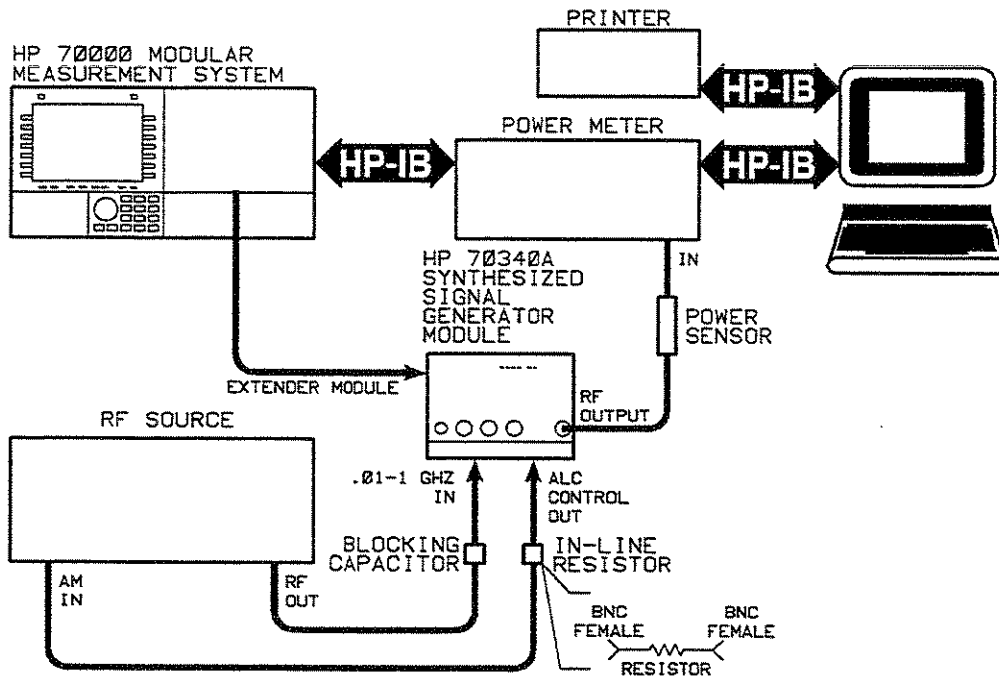 PRINTER
HP 70000 MODULAR
MEASUREMENT SYSTEM
HP-IB
POWER METER
HP-IB
HP-IB
HP 70340A
SYNTHESIZED
SIGNAL
GENERATOR
MODULE
IN
POWER
SENSOR
EXTENDER MODULE
RF
OUTPUT
RF SOURCE
.01-1 GHZ
IN
ALC
CONTROL
OUT
BLOCKING
CAPACITOR
IN-LINE
RESISTOR
AM
IN
RF
OUT
BNC
FEMALE
BNC
FEMALE
RESISTOR